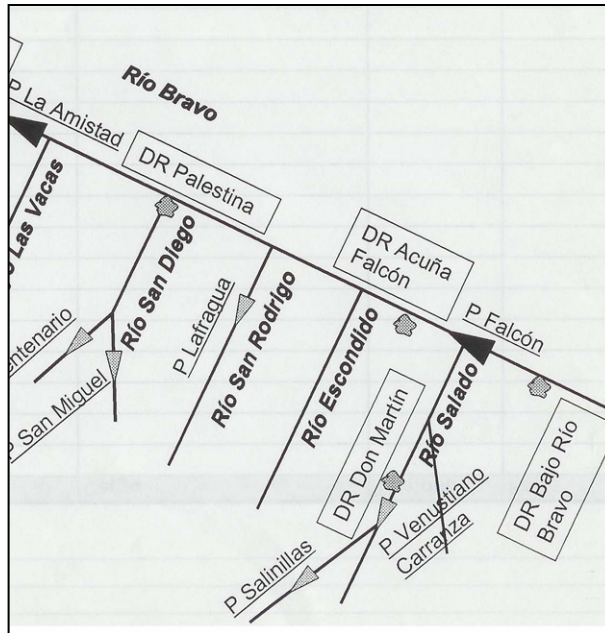 Río Bravo
P La Amistad
DR Palestina
Las Vacas
Río San Diego
P San Miguel
P Lafragua
Río San Rodrigo
DR Acuña
Falcón
Río Escondido
P Falcón
Río Salado
DR Don Martín
P Venustiano
Carranza
P Salinillas
DR Bajo Río
Bravo